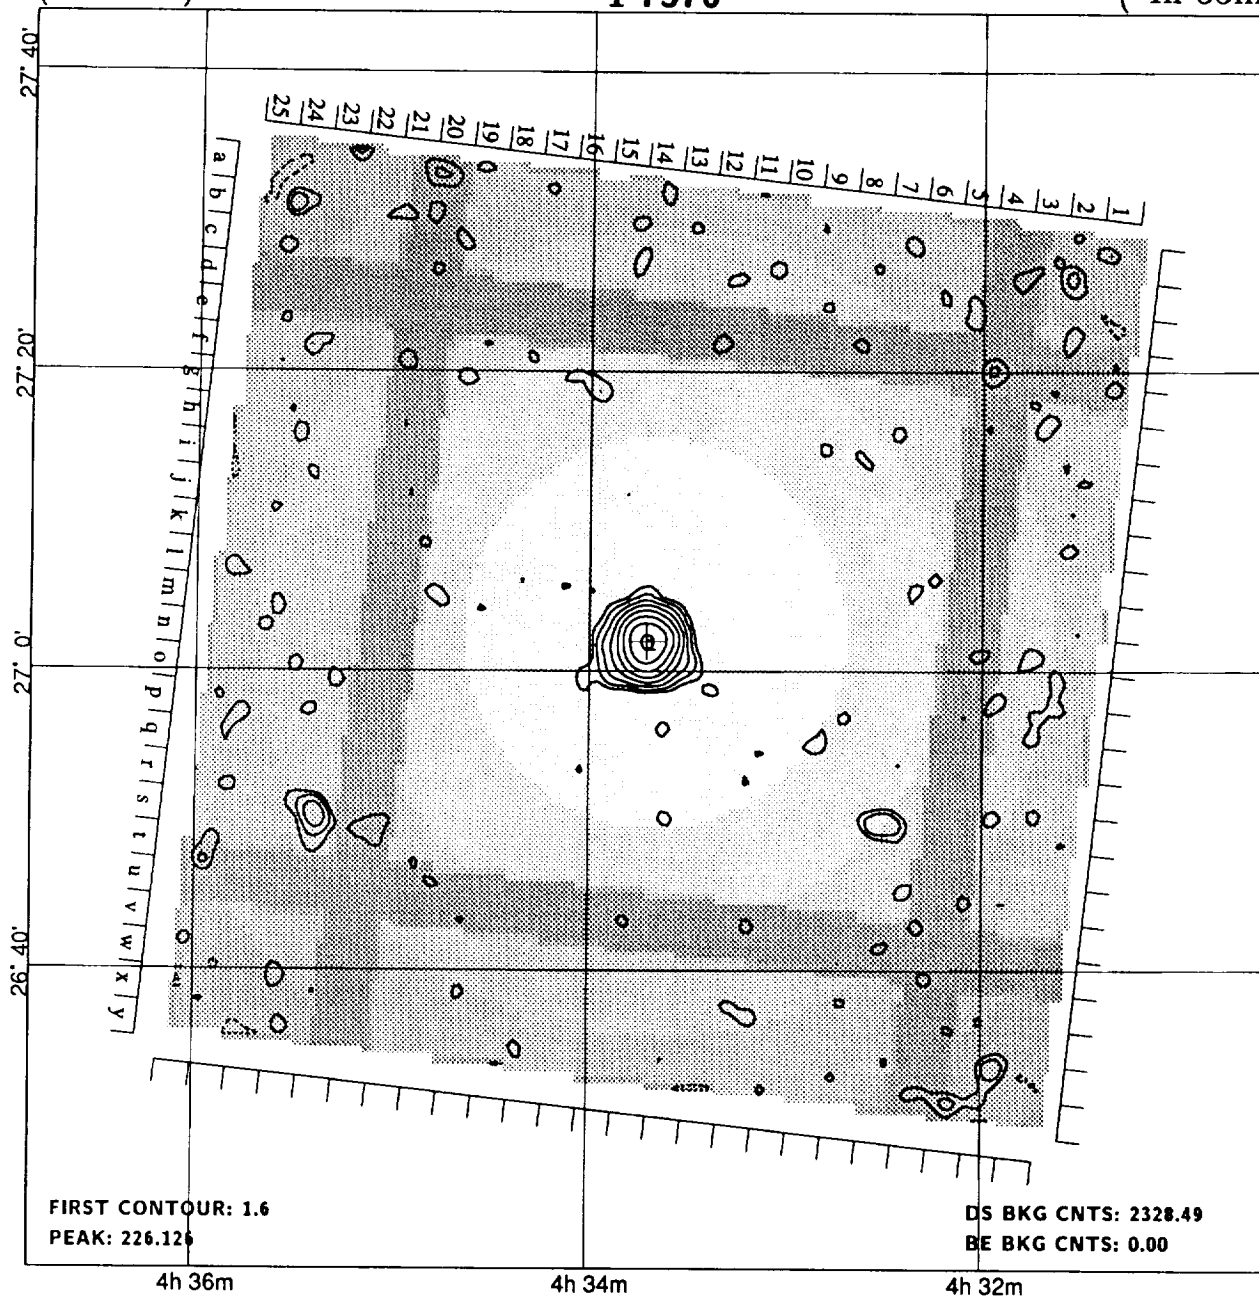 27° 40'
25 24 23 22 21 20 19 18 17 16 15 14 13 12 11 10 9 8 7 6 5 4 3 2 1
a b c d e f g h i j k l m n o p q r s t u v w x y
27° 20'
27° 0'
26° 40'
FIRST CONTOUR: 1.6
PEAK: 226.126
DS BKG CNTS: 2328.49
BE BKG CNTS: 0.00
4h 36m
4h 34m
4h 32m